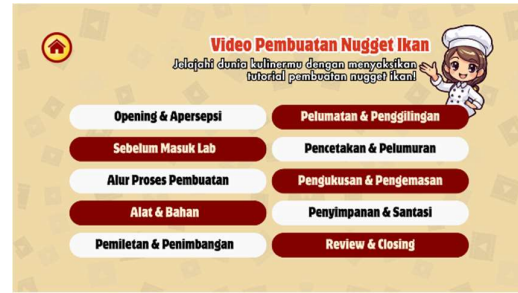 Video Pembuatan Nugget Ikan
Jelajahi dunia kulinermu dengan menyaksikan
tutorial pembuatan nugget ikan!
Opening & Apersepsi
Sebelum Masuk Lab
Alur Proses Pembuatan
Alat & Bahan
Pemiletan & Penimbangan
Pelumatan & Penggilingan
Pencetakan & Pelumuran
Pengukusan & Pengemasan
Penyimpanan & Santasi
Review & Closing